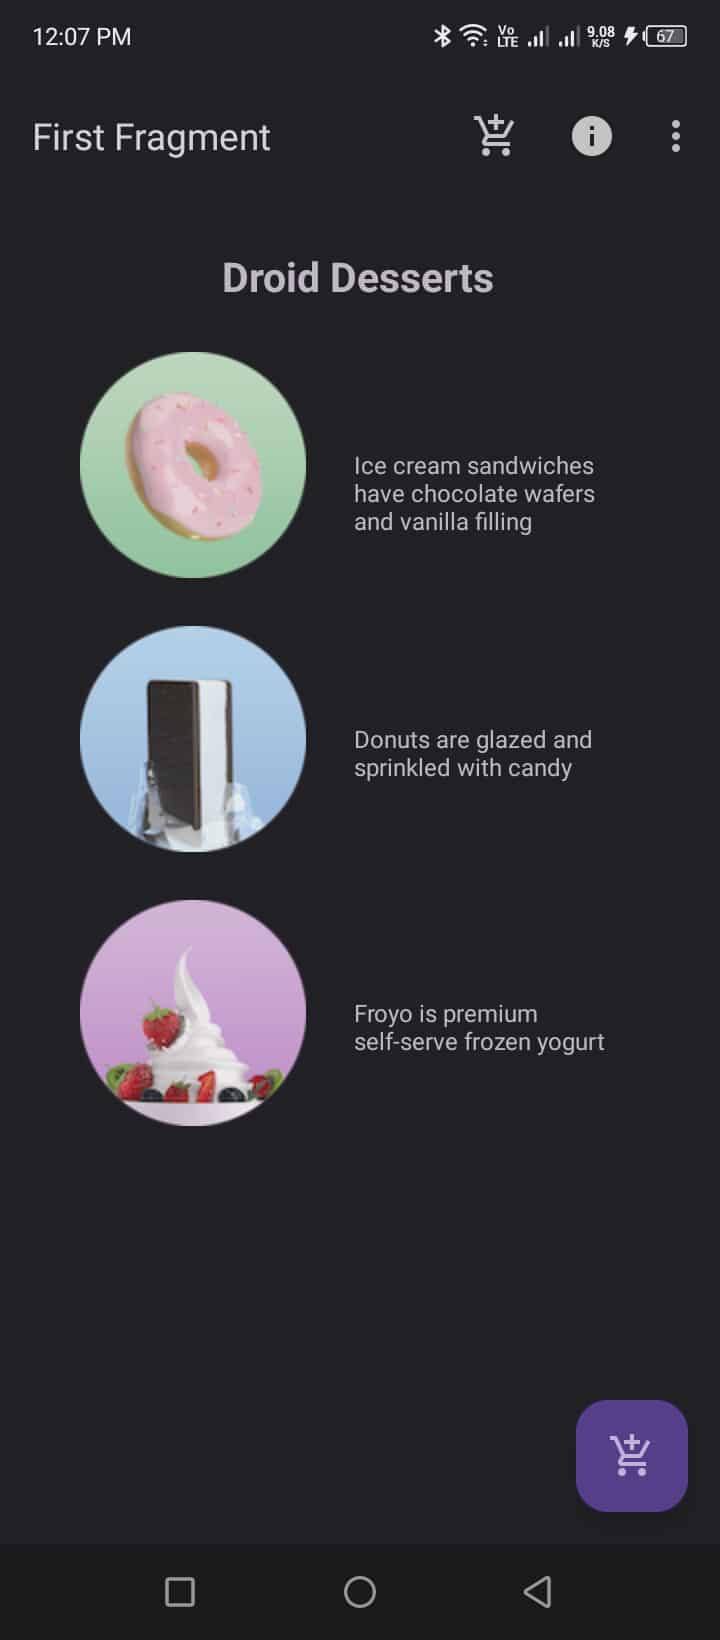 12:07 PM
Vo
LTE
9.08
K/S
67
First Fragment
Droid Desserts
Ice cream sandwiches
have chocolate wafers
and vanilla filling
Donuts are glazed and
sprinkled with candy
Froyo is premium
self-serve frozen yogurt